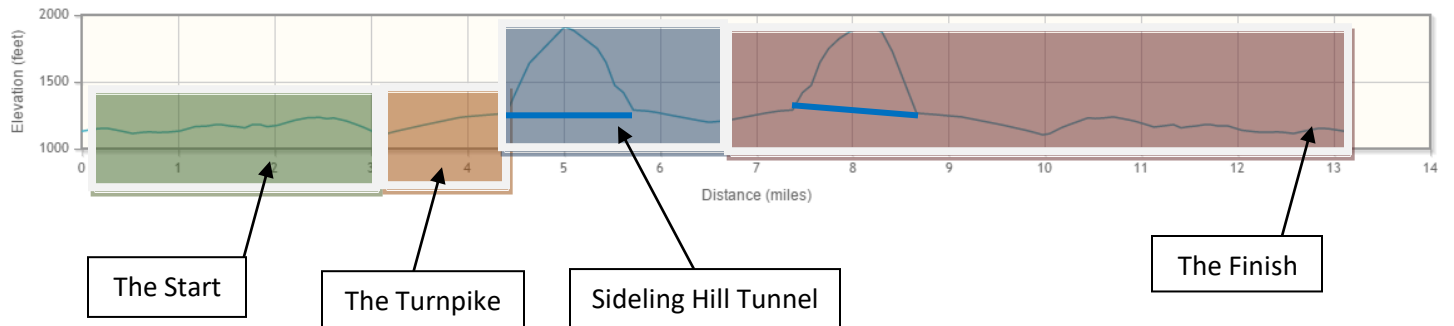 2000
1500
1000
Elevation (feet)
0 1 2 3 4 5 6 7 8 9 10 11 12 13 14
Distance (miles)
The Start
The Turnpike
Sideling Hill Tunnel
The Finish